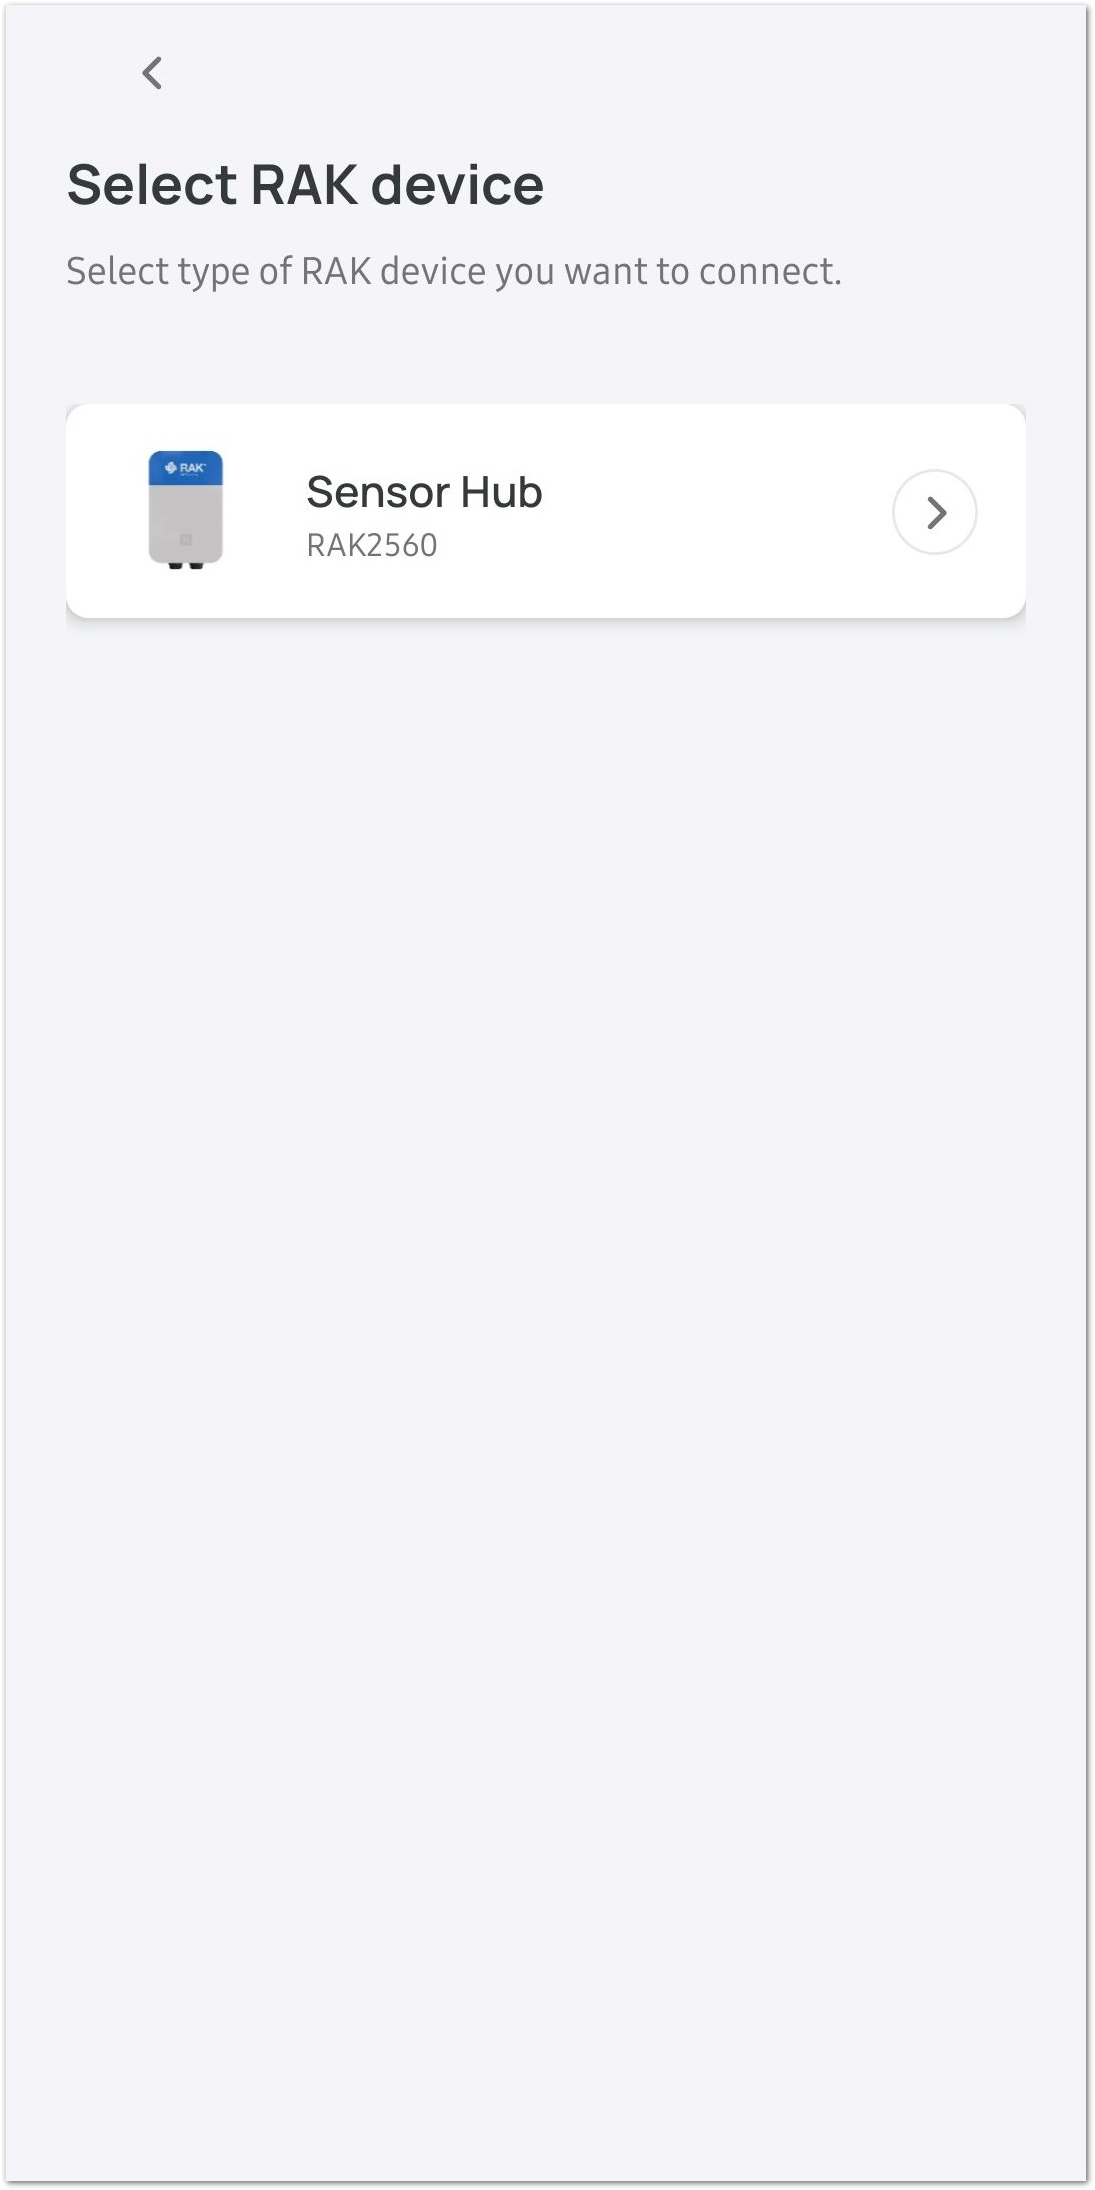 Select RAK device
Select type of RAK device you want to connect.
RAK
Sensor Hub
RAK2560